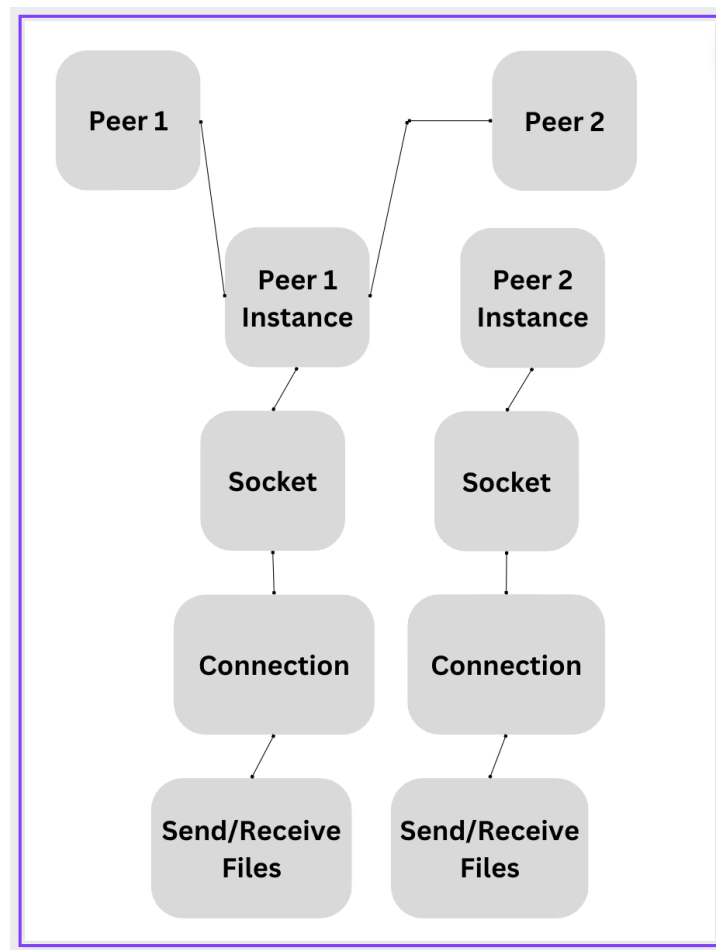 Peer 1
Peer 2
Peer 1
Instance
Peer 2
Instance
Socket
Socket
Connection
Connection
Send/Receive
Files
Send/Receive
Files